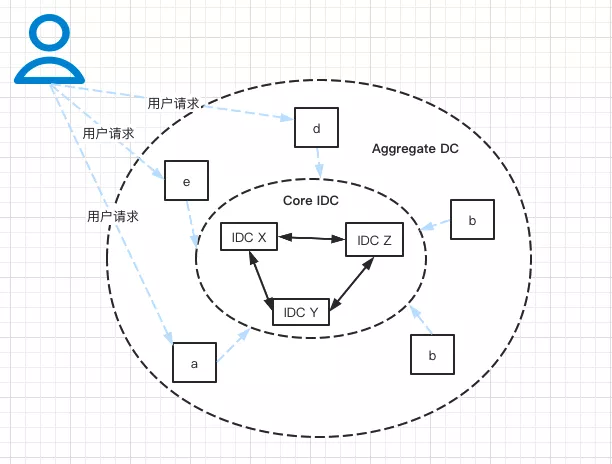 用户请求
d
用户请求
Aggregate DC
e
Core IDC
用户请求
b
IDC X
IDC Z
IDC Y
b
a